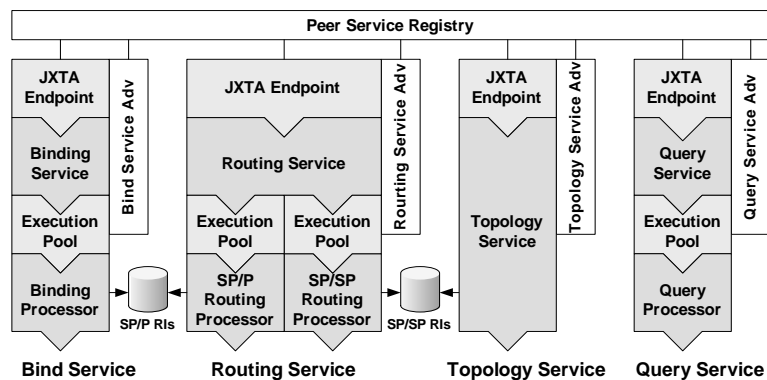 Peer Service Registry
JXTA
Endpoint
Binding
Service
Execution
Pool
Binding
Processor
Bind Service Adv
SP/P RIs
JXTA Endpoint
Routing Service
Execution
Pool
Execution
Pool
SP/P
Routing
Processor
SP/SP
Routing
Processor
Rounting Service Adv
SP/SP RIs
JXTA
Endpoint
Topology
Service
Topology Service Adv
JXTA
Endpoint
Query
Service
Execution
Pool
Query
Processor
Query Service Adv
Bind Service
Routing Service
Topology Service
Query Service